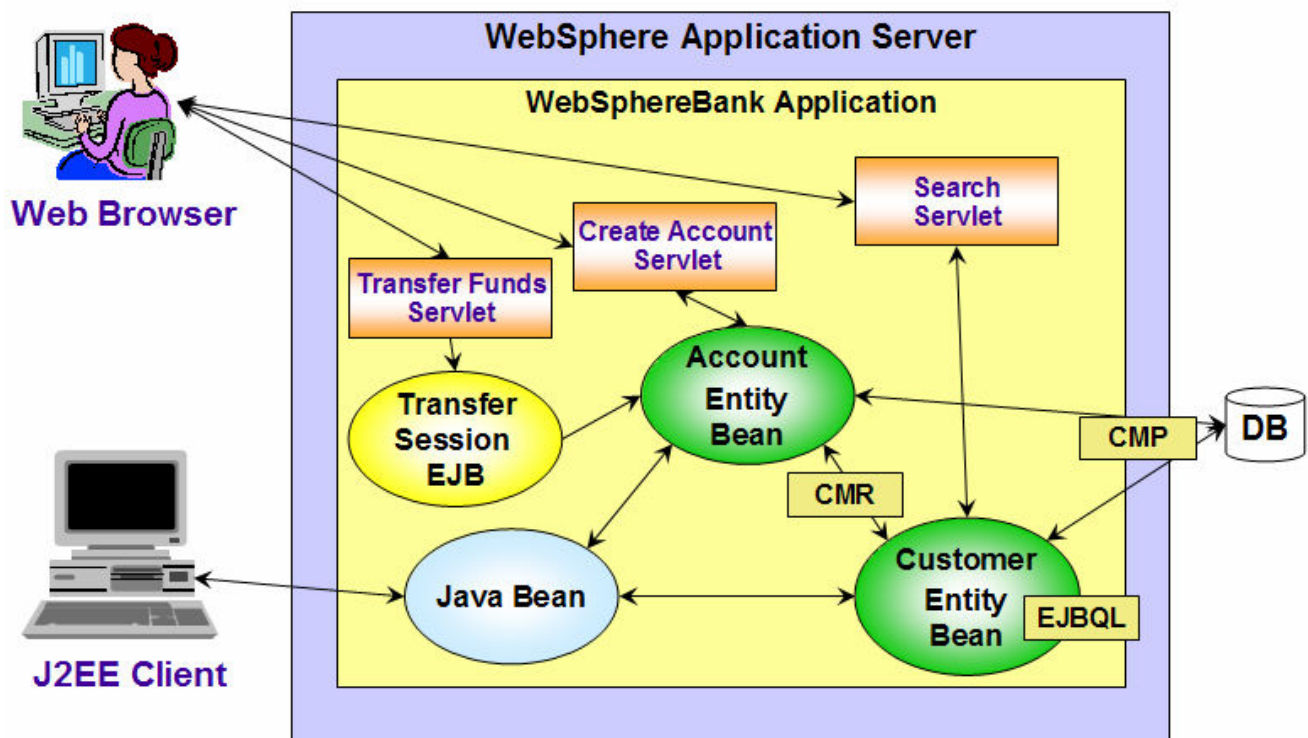 WebSphere Application Server
WebSphereBank Application
Web Browser
Search
Servlet
Create Account
Servlet
Transfer Funds
Servlet
Account
Entity
Bean
Transfer
Session
EJB
CMP
DB
CMR
Java Bean
Customer
Entity
Bean
EJBQL
J2EE Client